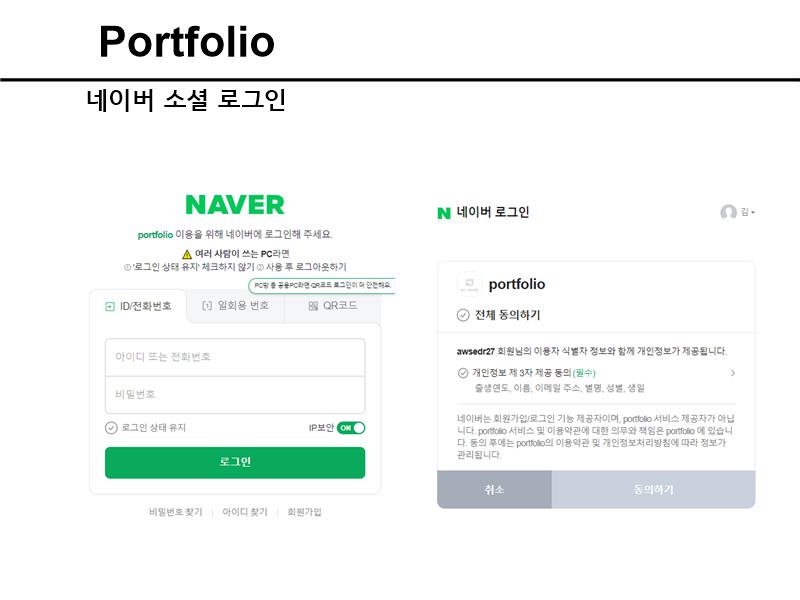 Portfolio
네이버 소셜 로그인
NAVER
portfolio 이용을 위해 네이버에 로그인해 주세요.
여러 사람이 쓰는 PC라면
① '로그인 상태 유지' 체크하지 않기 ② 사용 후 로그아웃하기
PC방 등 공용PC라면 QR코드 로그인이 더 안전해요.
ID/전화번호
일회용 번호
QR코드
아이디 또는 전화번호
비밀번호
로그인 상태 유지
IP보안 ON
로그인
비밀번호 찾기 | 아이디 찾기 | 회원가입
N 네이버 로그인
김
portfolio
전체 동의하기
awsedr27 회원님의 이용자 식별자 정보와 함께 개인정보가 제공됩니다.
개인정보 제 3자 제공 동의 (필수)
출생연도, 이름, 이메일 주소, 별명, 성별, 생일
네이버는 회원가입/로그인 기능 제공자이며, portfolio 서비스 제공자가 아닙
니다. portfolio 서비스 및 이용약관에 대한 의무와 책임은 portfolio 에 있습니
다. 동의 후에는 portfolio의 이용약관 및 개인정보처리방침에 따라 정보가
관리됩니다.
취소
동의하기